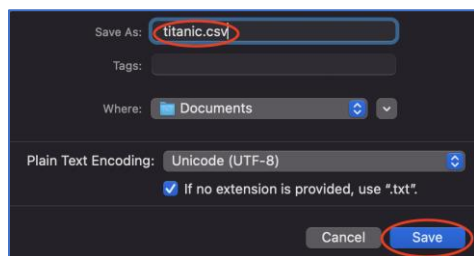 Save As: titanic.csv
Tags:
Where: Documents
Plain Text Encoding: Unicode (UTF-8)
If no extension is provided, use ".txt".
Cancel Save